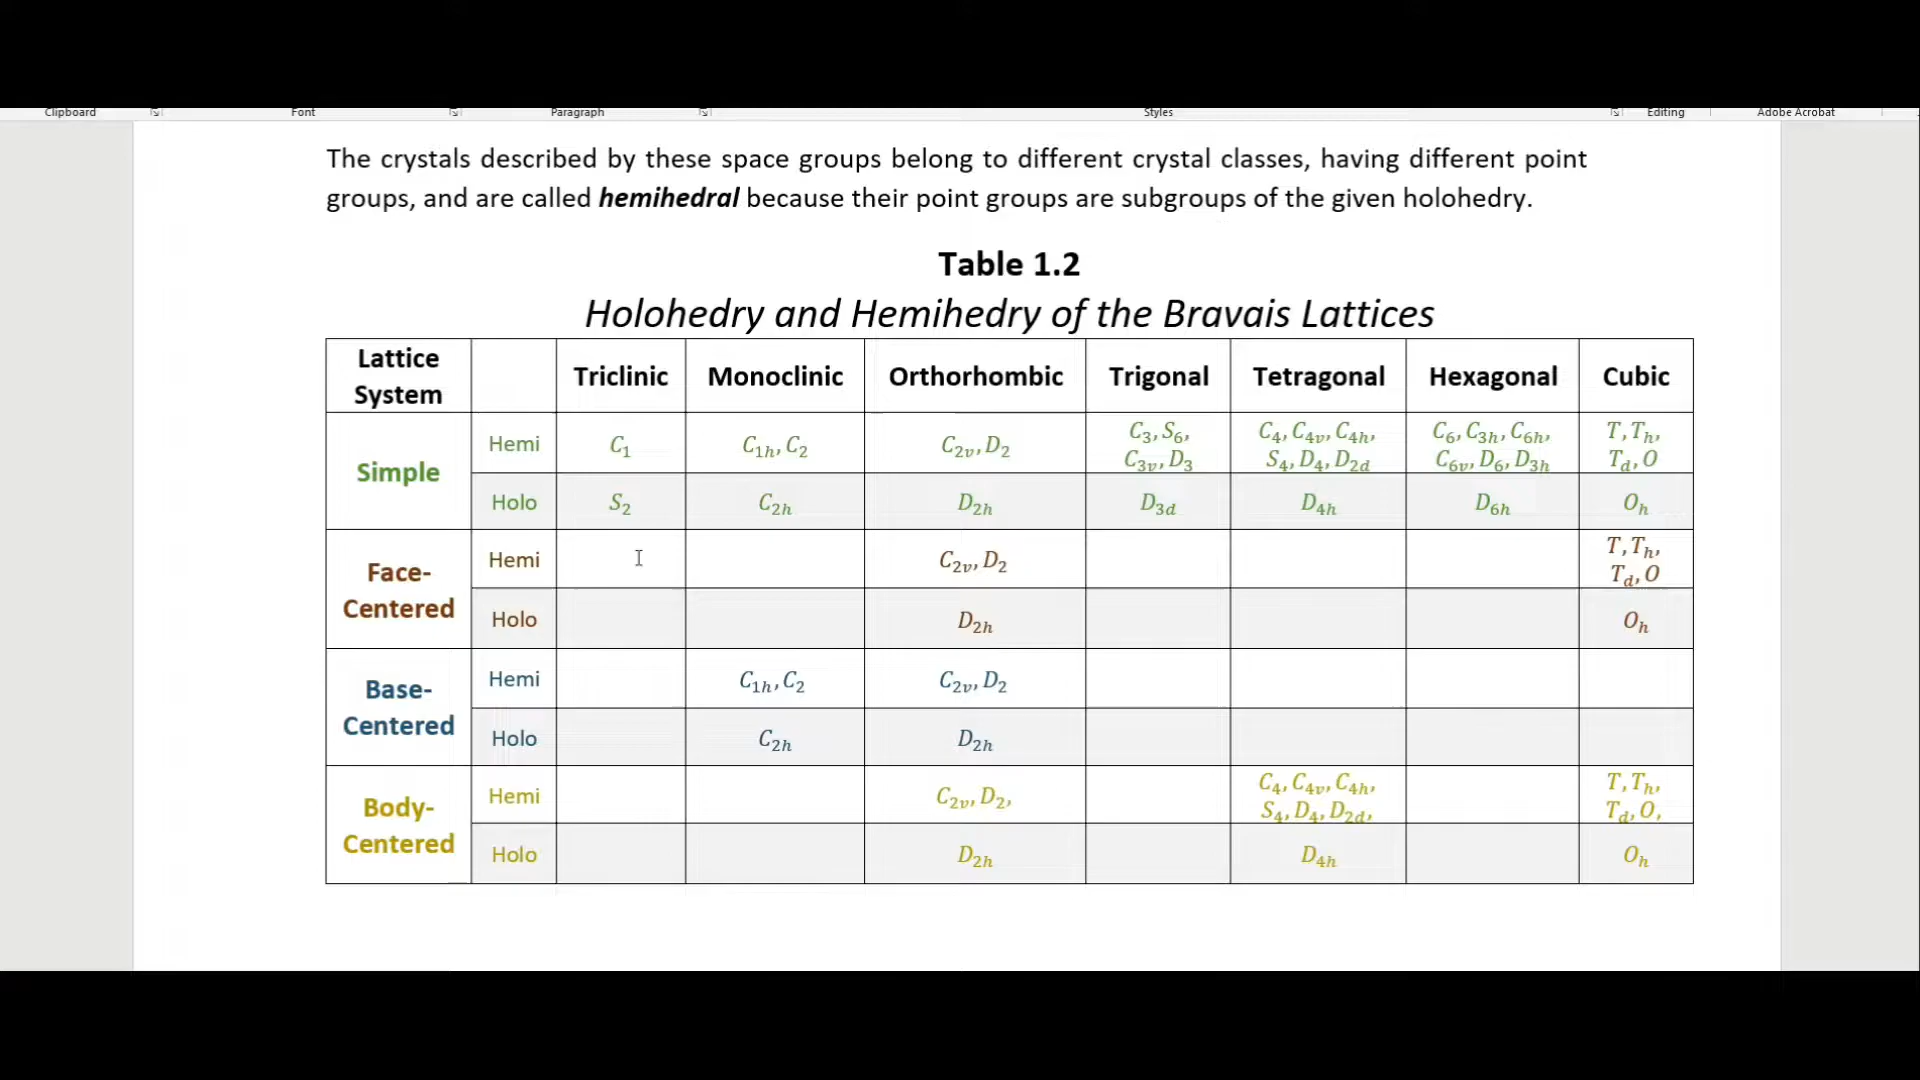 Clipboard Font Paragraph Styles Editing Adobe Acrobat
The crystals described by these space groups belong to different crystal classes, having different point
groups, and are called hemihedral because their point groups are subgroups of the given holohedry.
Table 1.2
Holohedry and Hemihedry of the Bravais Lattices
Lattice System Triclinic Monoclinic Orthorhombic Trigonal Tetragonal Hexagonal Cubic
Simple
Hemi C₁ C₁ₕ, C₂ C₂ᵥ, D₂ C₃, S₆, C₃ᵥ, D₃ C₄, C₄ᵥ, C₄ₕ, S₄, D₄, D₂d C₆, C₃ₕ, C₆ₕ, C₆ᵥ, D₆, D₃ₕ T, Tₕ, Td, O
Holo S₂ C₂ₕ D₂ₕ D₃d D₄ₕ D₆ₕ Oₕ
Face-
Centered
Hemi C₂ᵥ, D₂ T, Tₕ, Td, O
Holo D₂ₕ Oₕ
Base-
Centered
Hemi C₁ₕ, C₂ C₂ᵥ, D₂
Holo C₂ₕ D₂ₕ
Body-
Centered
Hemi C₂ᵥ, D₂, C₄, C₄ᵥ, C₄ₕ, S₄, D₄, D₂d, T, Tₕ, Td, O,
Holo D₂ₕ D₄ₕ Oₕ